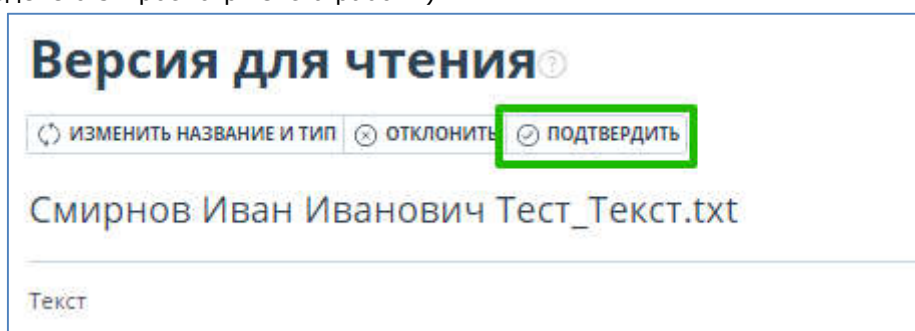 Версия для чтения
ИЗМЕНИТЬ НАЗВАНИЕ И ТИП ОТКЛОНИТЬ ПОДТВЕРДИТЬ
Смирнов Иван Иванович Тест_Текст.txt
Текст